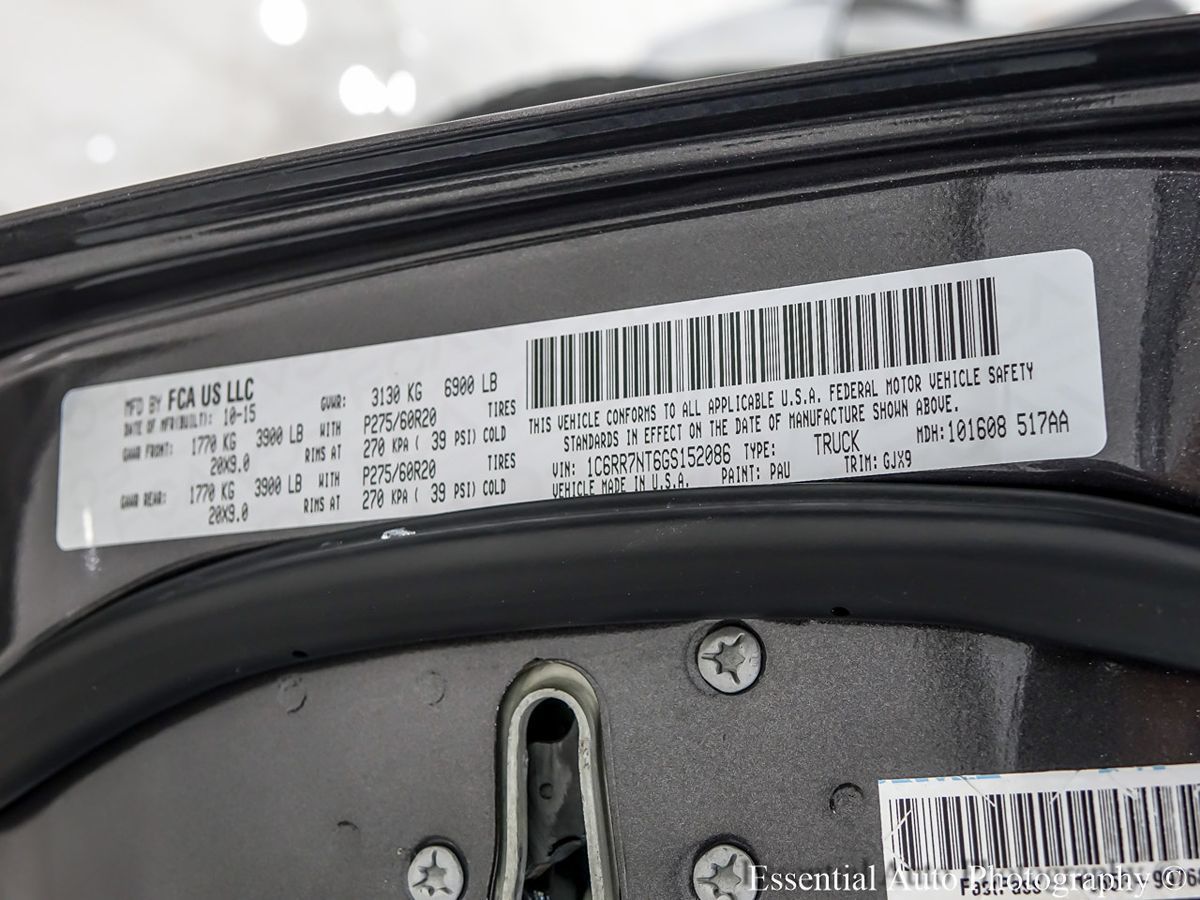 MFD BY FCA US LLC
DATE OF MFR(BUILT): 10-15
GVWR: 3130 KG 6900 LB
GAWR FRONT: 1770 KG 3900 LB WITH P275/60R20 TIRES
20X9.0 RIMS AT 270 KPA ( 39 PSI) COLD
GAWR REAR: 1770 KG 3900 LB WITH P275/60R20 TIRES
20X9.0 RIMS AT 270 KPA ( 39 PSI) COLD
THIS VEHICLE CONFORMS TO ALL APPLICABLE U.S.A. FEDERAL MOTOR VEHICLE SAFETY
STANDARDS IN EFFECT ON THE DATE OF MANUFACTURE SHOWN ABOVE.
MDH: 101608 517AA
VIN: 1C6RR7NT6GS152086 TYPE: TRUCK
VEHICLE MADE IN U.S.A. PAINT: PAU TRIM: GJX9
Essential Auto Photography ©